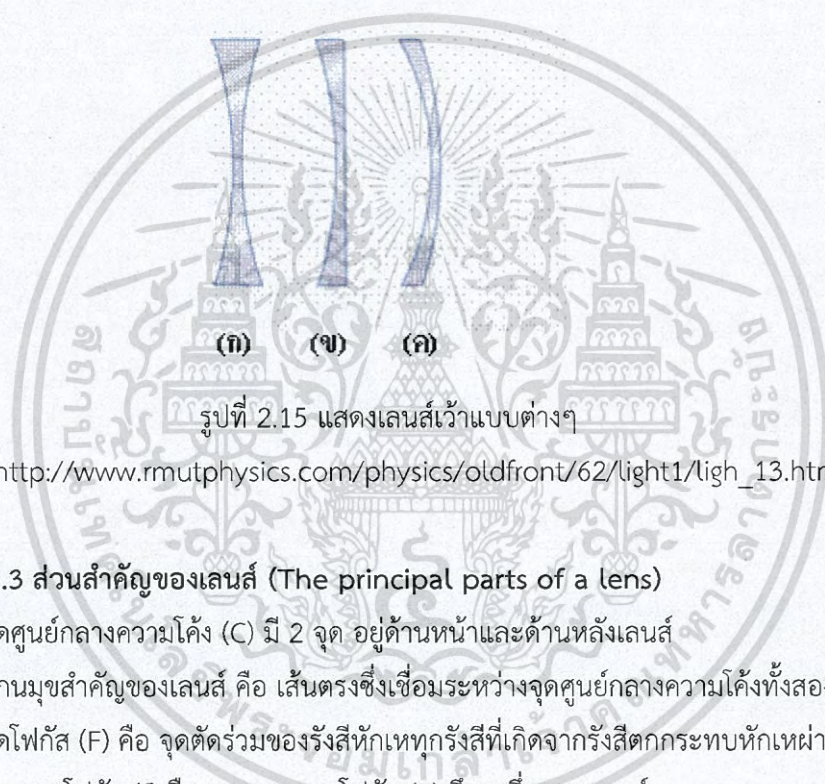 (ก) (ข) (ค)
รูปที่ 2.15 แสดงเลนส์เว้าแบบต่างๆ
http://www.rmutphysics.com/physics/oldfront/62/light1/ligh_13.htm
.3 ส่วนสำคัญของเลนส์ (The principal parts of a lens)
ดศูนย์กลางความโค้ง (C) มี 2 จุด อยู่ด้านหน้าและด้านหลังเลนส์
กนมุขสำคัญของเลนส์ คือ เส้นตรงซึ่งเชื่อมระหว่างจุดศูนย์กลางความโค้งทั้งสอง
ดโฟกัส (F) คือ จุดตัดร่วมของรังสีหักเหทุกรังสีที่เกิดจากรังสีตกกระทบหักเหผ่า